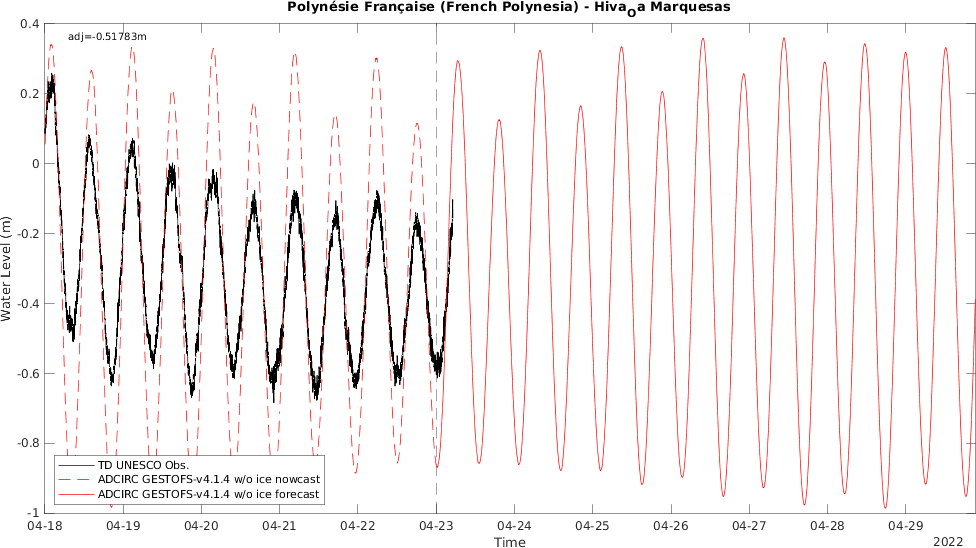 Polynésie Française (French Polynesia) - Hiva_Oa Marquesas
adj=-0.51783m
0.4
0.2
0
-0.2
-0.4
-0.6
-0.8
-1
Water Level (m)
TD UNESCO Obs.
ADCIRC GESTOFS-v4.1.4 w/o ice nowcast
ADCIRC GESTOFS-v4.1.4 w/o ice forecast
04-18 04-19 04-20 04-21 04-22 04-23 04-24 04-25 04-26 04-27 04-28 04-29
Time
2022